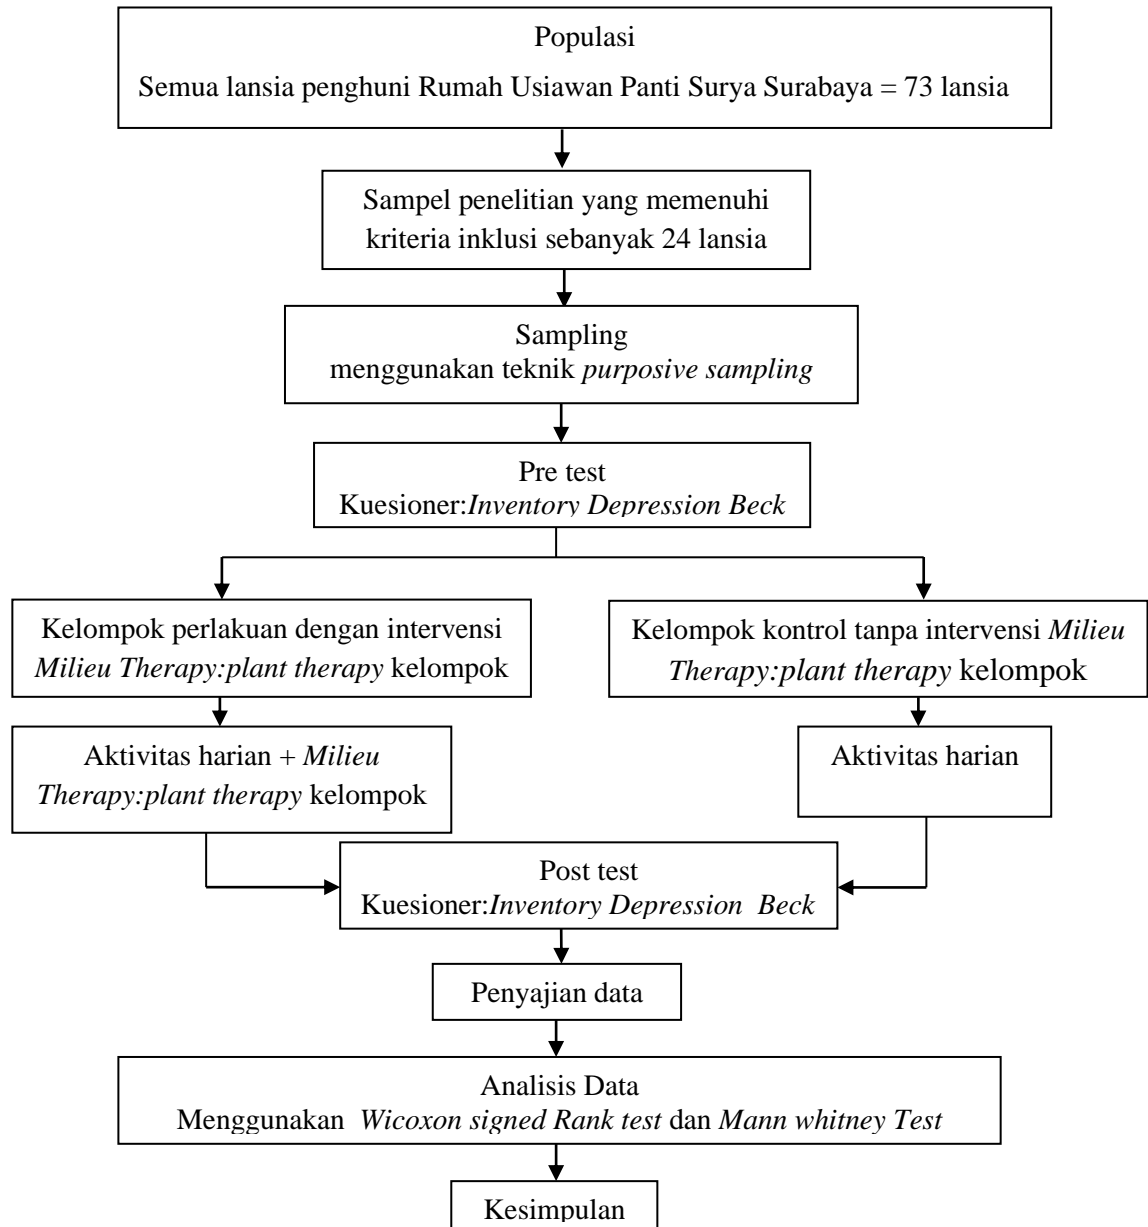 Populasi
Semua lansia penghuni Rumah Usiawan Panti Surya Surabaya = 73 lansia
Sampel penelitian yang memenuhi
kriteria inklusi sebanyak 24 lansia
Sampling
menggunakan teknik purposive sampling
Pre test
Kuesioner:Inventory Depression Beck
Kelompok perlakuan dengan intervensi
Milieu Therapy:plant therapy kelompok
Kelompok kontrol tanpa intervensi Milieu
Therapy:plant therapy kelompok
Aktivitas harian + Milieu
Therapy:plant therapy kelompok
Aktivitas harian
Post test
Kuesioner:Inventory Depression Beck
Penyajian data
Analisis Data
Menggunakan Wicoxon signed Rank test dan Mann whitney Test
Kesimpulan